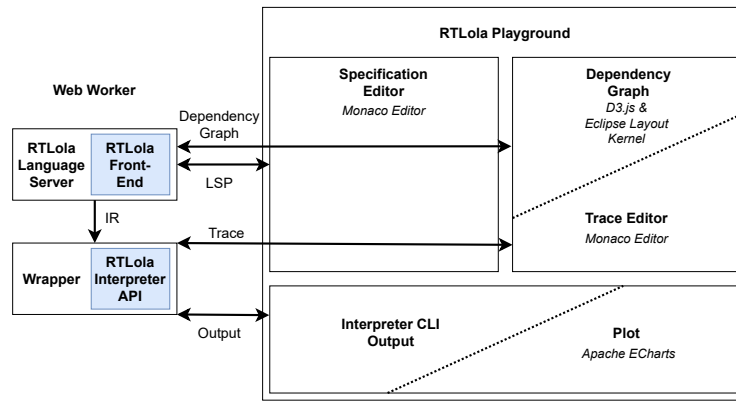 RTLola Playground
Web Worker
Specification
Editor
Monaco Editor
Dependency
Graph
D3.js &
Eclipse Layout
Kernel
Dependency
Graph
RTLola
Language
Server
RTLola
Front-
End
LSP
IR
Trace
Trace Editor
Monaco Editor
Wrapper
RTLola
Interpreter
API
Output
Interpreter CLI
Output
Plot
Apache ECharts